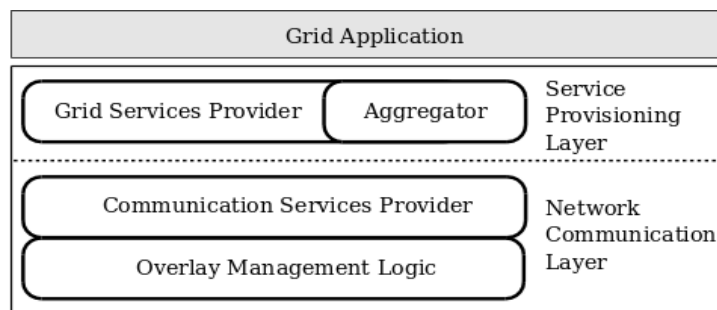 Grid Application
Grid Services Provider
Aggregator
Service
Provisioning
Layer
Communication Services Provider
Overlay Management Logic
Network
Communication
Layer